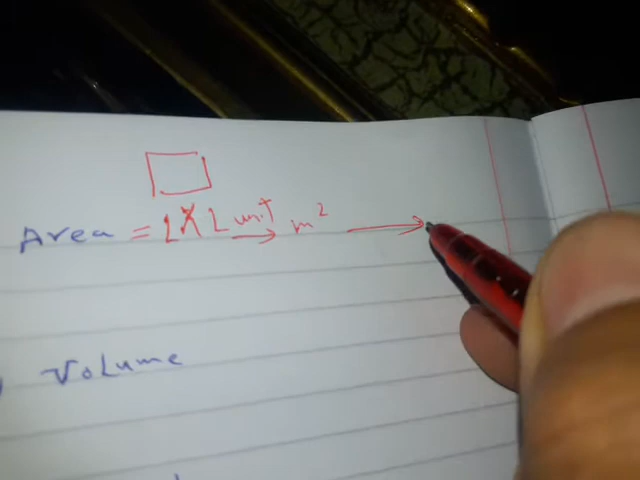 Area = L X L unit → m² →
Volume